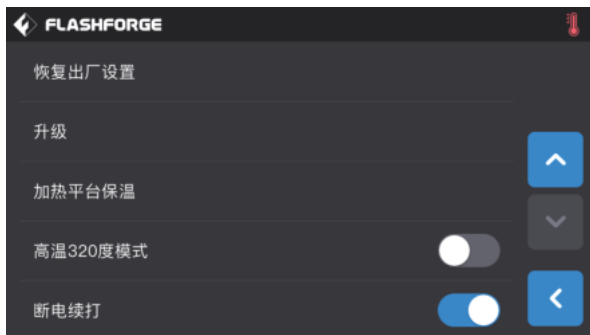 FLASHFORGE
恢复出厂设置
升级
加热平台保温
高温320度模式
断电续打